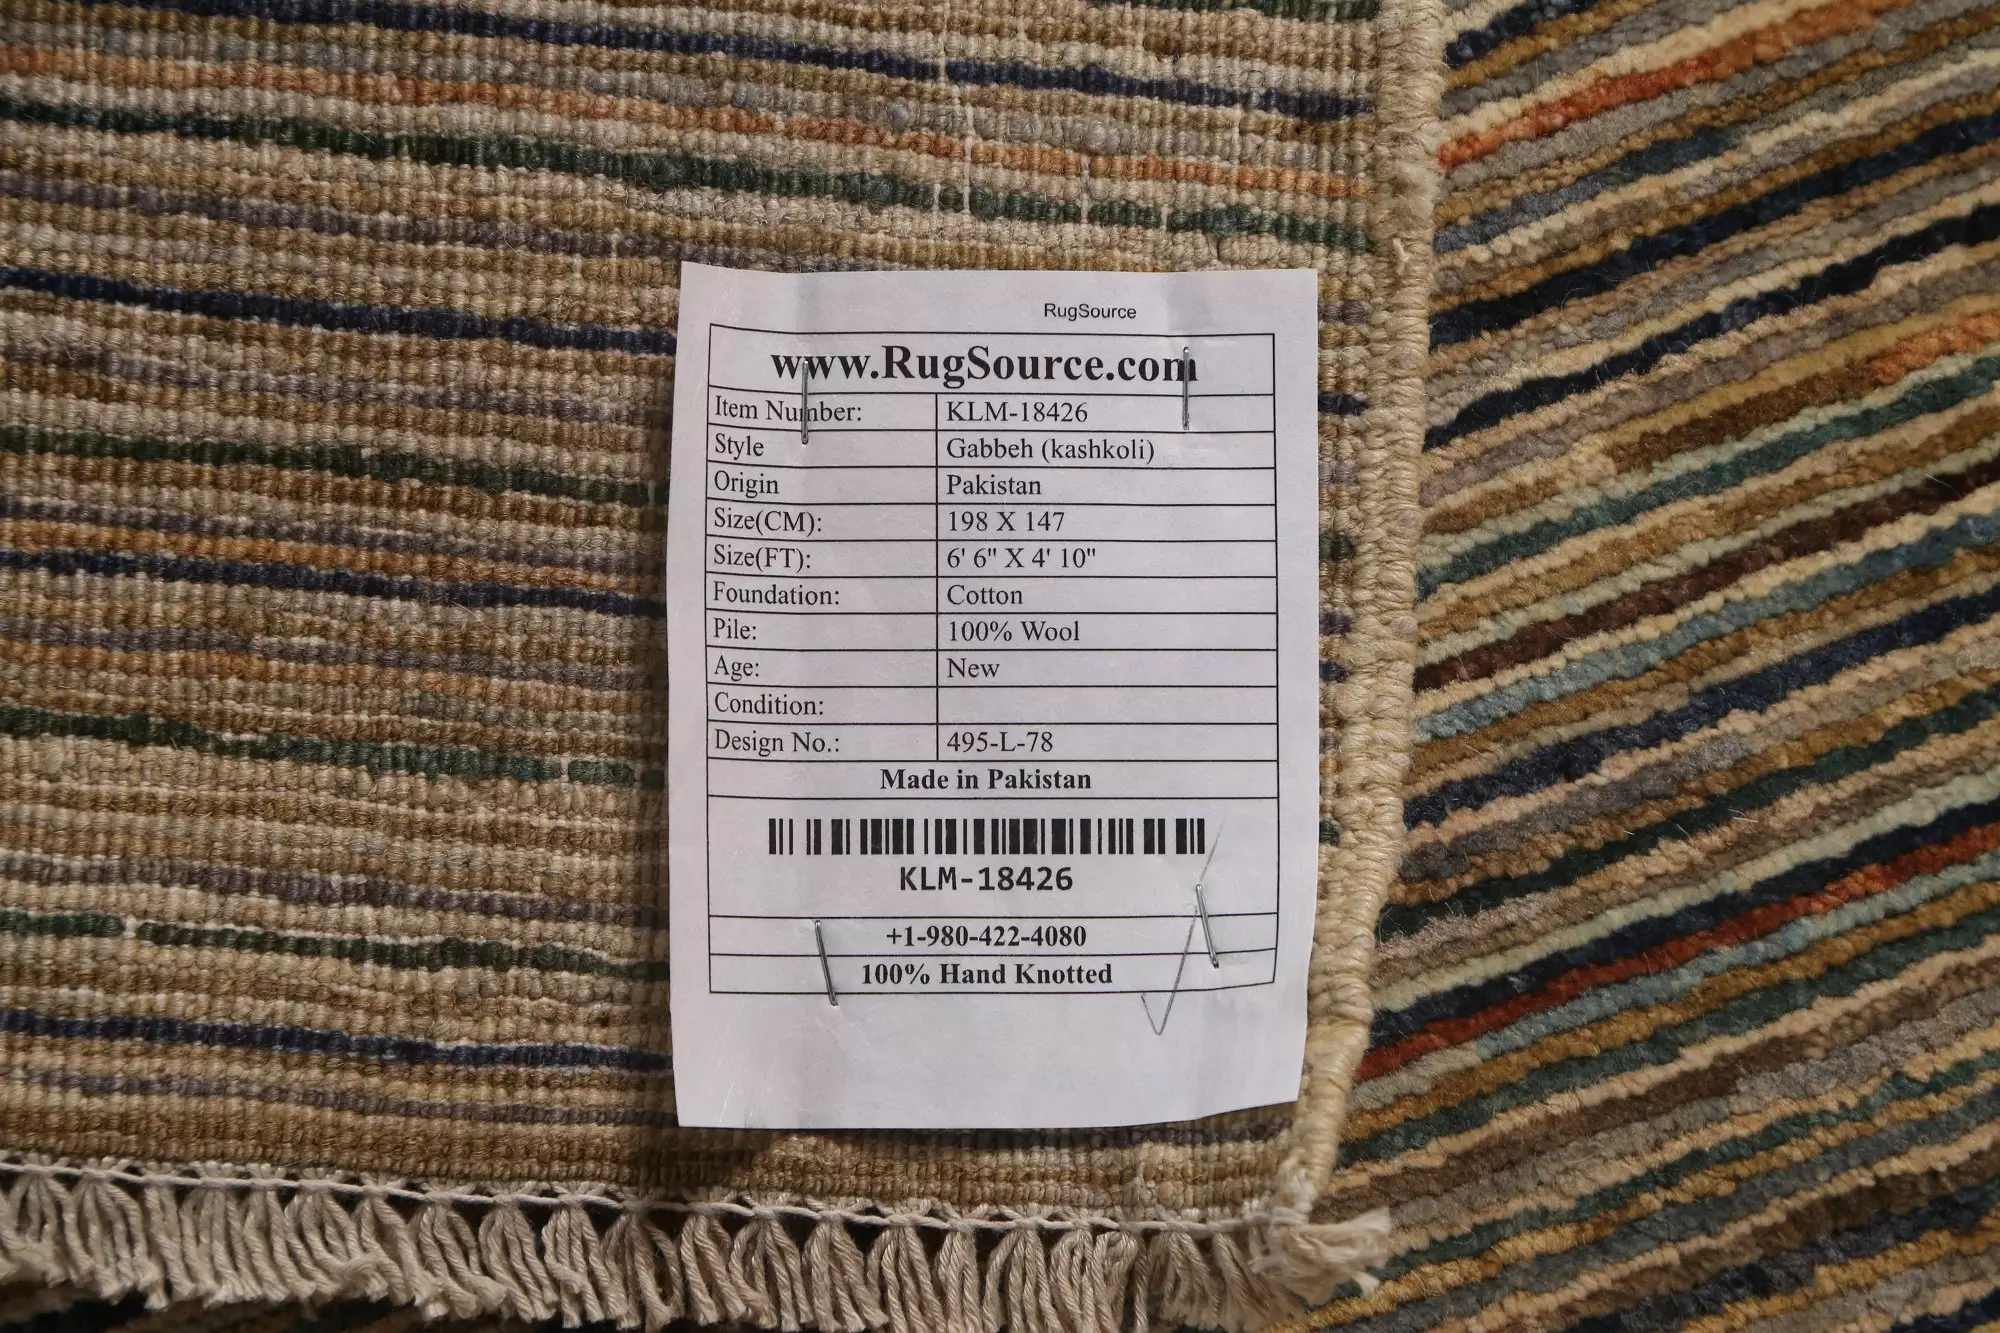 RugSource
www.RugSource.com
Item Number: KLM-18426
Style Gabbeh (kashkoli)
Origin Pakistan
Size(CM): 198 X 147
Size(FT): 6' 6" X 4' 10"
Foundation: Cotton
Pile: 100% Wool
Age: New
Condition:
Design No.: 495-L-78
Made in Pakistan
KLM-18426
+1-980-422-4080
100% Hand Knotted